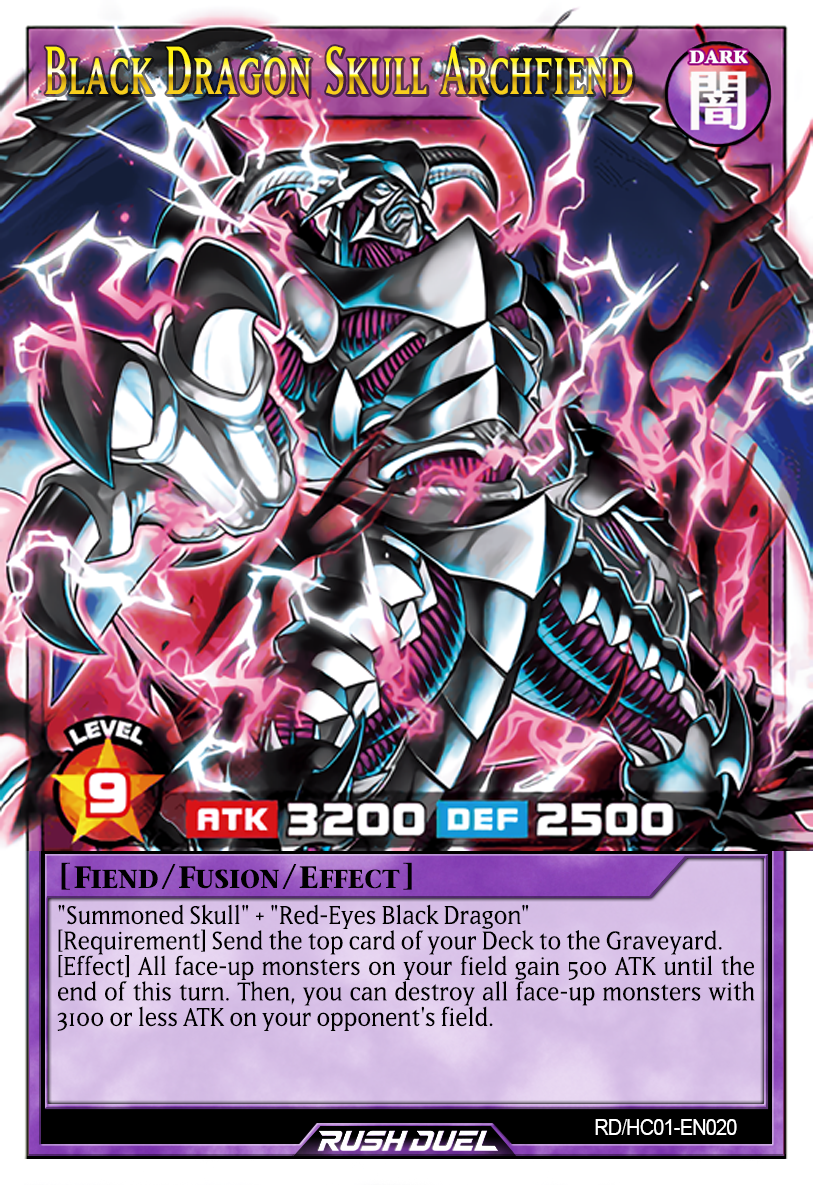 Black Dragon Skull Archfiend
DARK
闇
LEVEL
9
ATK 3200 DEF 2500
[Fiend/Fusion/Effect]
"Summoned Skull" + "Red-Eyes Black Dragon"
[Requirement] Send the top card of your Deck to the Graveyard.
[Effect] All face-up monsters on your field gain 500 ATK until the
end of this turn. Then, you can destroy all face-up monsters with
3100 or less ATK on your opponent's field.
RD/HC01-EN020
RUSH DUEL